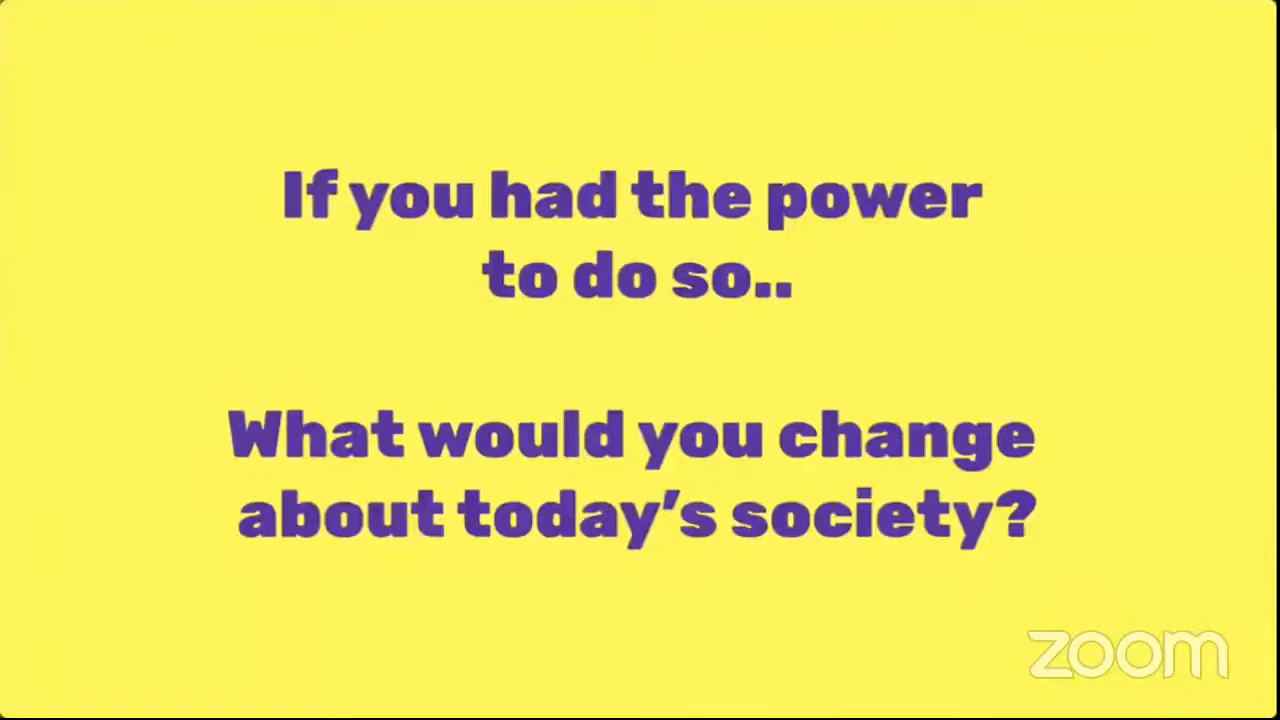 If you had the power
to do so..
What would you change
about today's society?
zoom